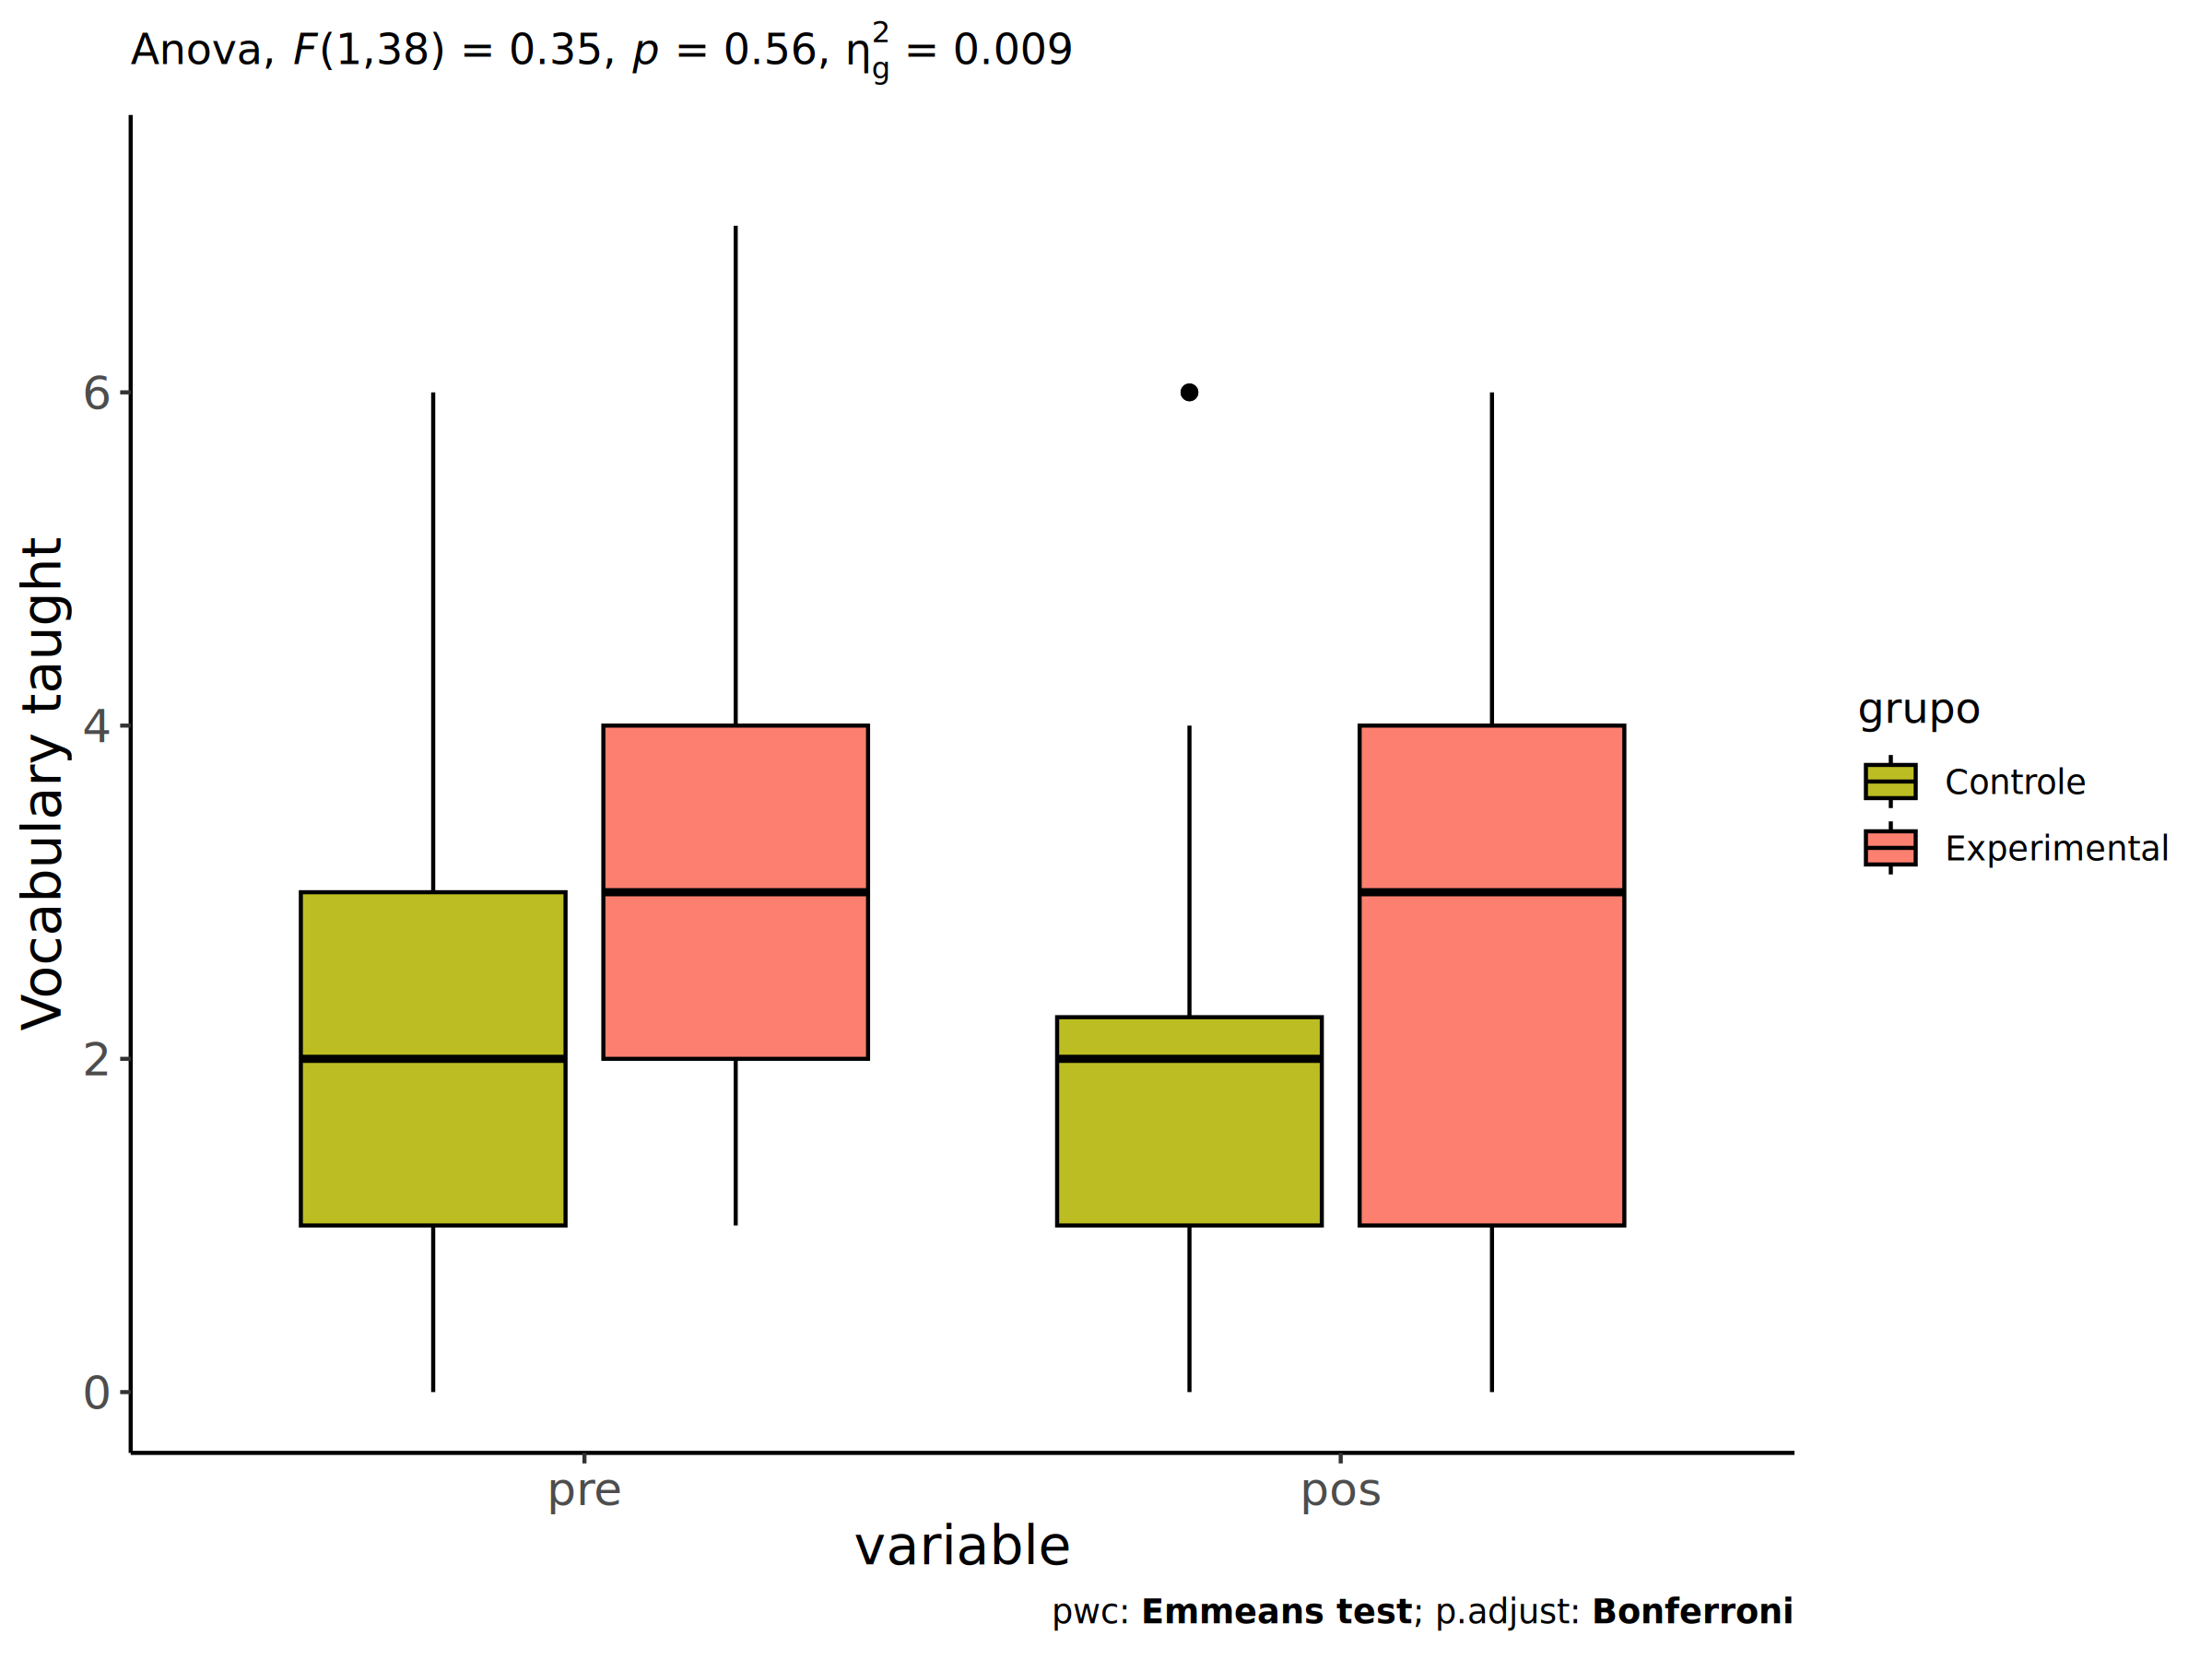 Anova, F(1,38) = 0.35, p = 0.56, η²g = 0.009
Vocabulary taught
6
4
2
0
pre
pos
variable
grupo
Controle
Experimental
pwc: Emmeans test; p.adjust: Bonferroni